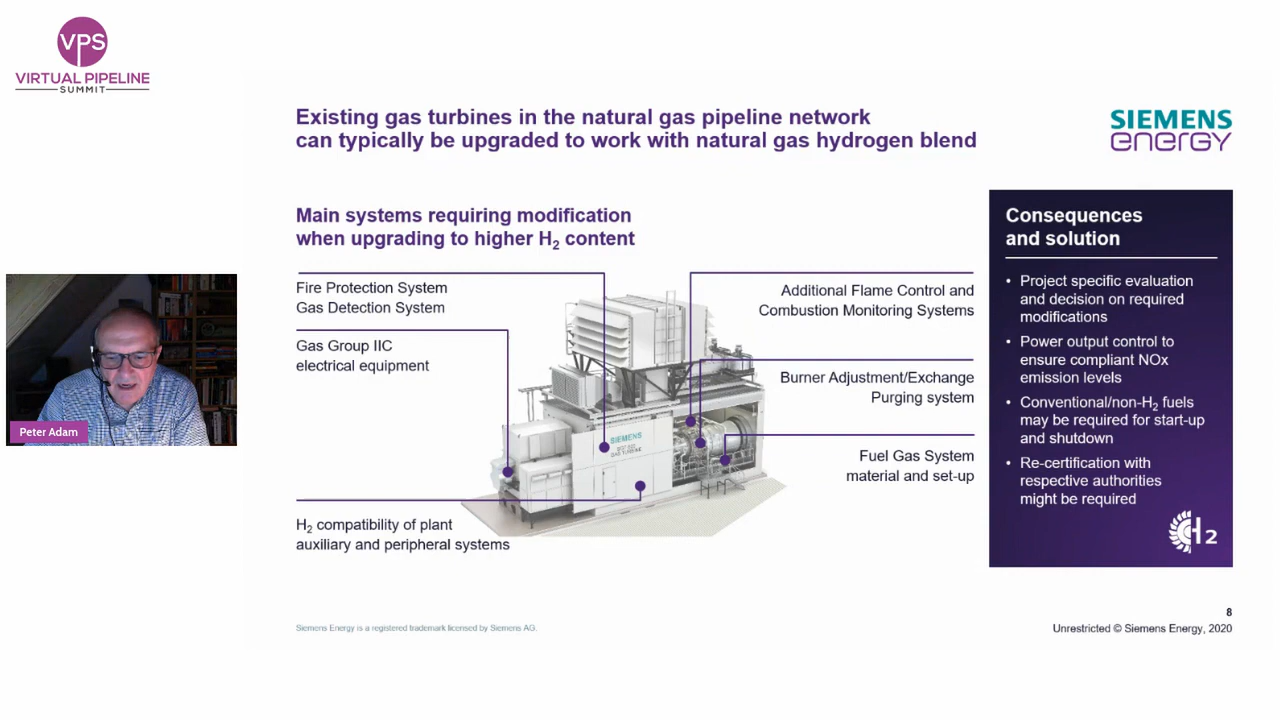 VPS
VIRTUAL PIPELINE
SUMMIT
Existing gas turbines in the natural gas pipeline network
can typically be upgraded to work with natural gas hydrogen blend
SIEMENS
energy
Main systems requiring modification
when upgrading to higher H₂ content
Fire Protection System
Gas Detection System
Gas Group IIC
electrical equipment
H₂ compatibility of plant
auxiliary and peripheral systems
Additional Flame Control and
Combustion Monitoring Systems
Burner Adjustment/Exchange
Purging system
Fuel Gas System
material and set-up
SIEMENS
GAS TURBINE
Consequences
and solution
• Project specific evaluation
and decision on required
modifications
• Power output control to
ensure compliant NOx
emission levels
• Conventional/non-H₂ fuels
may be required for start-up
and shutdown
• Re-certification with
respective authorities
might be required
H2
Peter Adam
Siemens Energy is a registered trademark licensed by Siemens AG.
8
Unrestricted © Siemens Energy, 2020